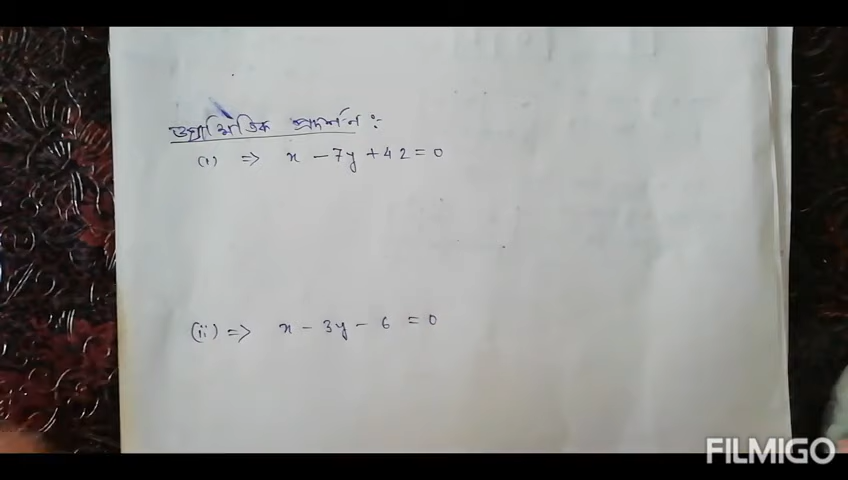 জ্যামিতিক প্রদর্শন :
(i) => x - 7y + 42 = 0
(ii) => x - 3y - 6 = 0
FILMIGO